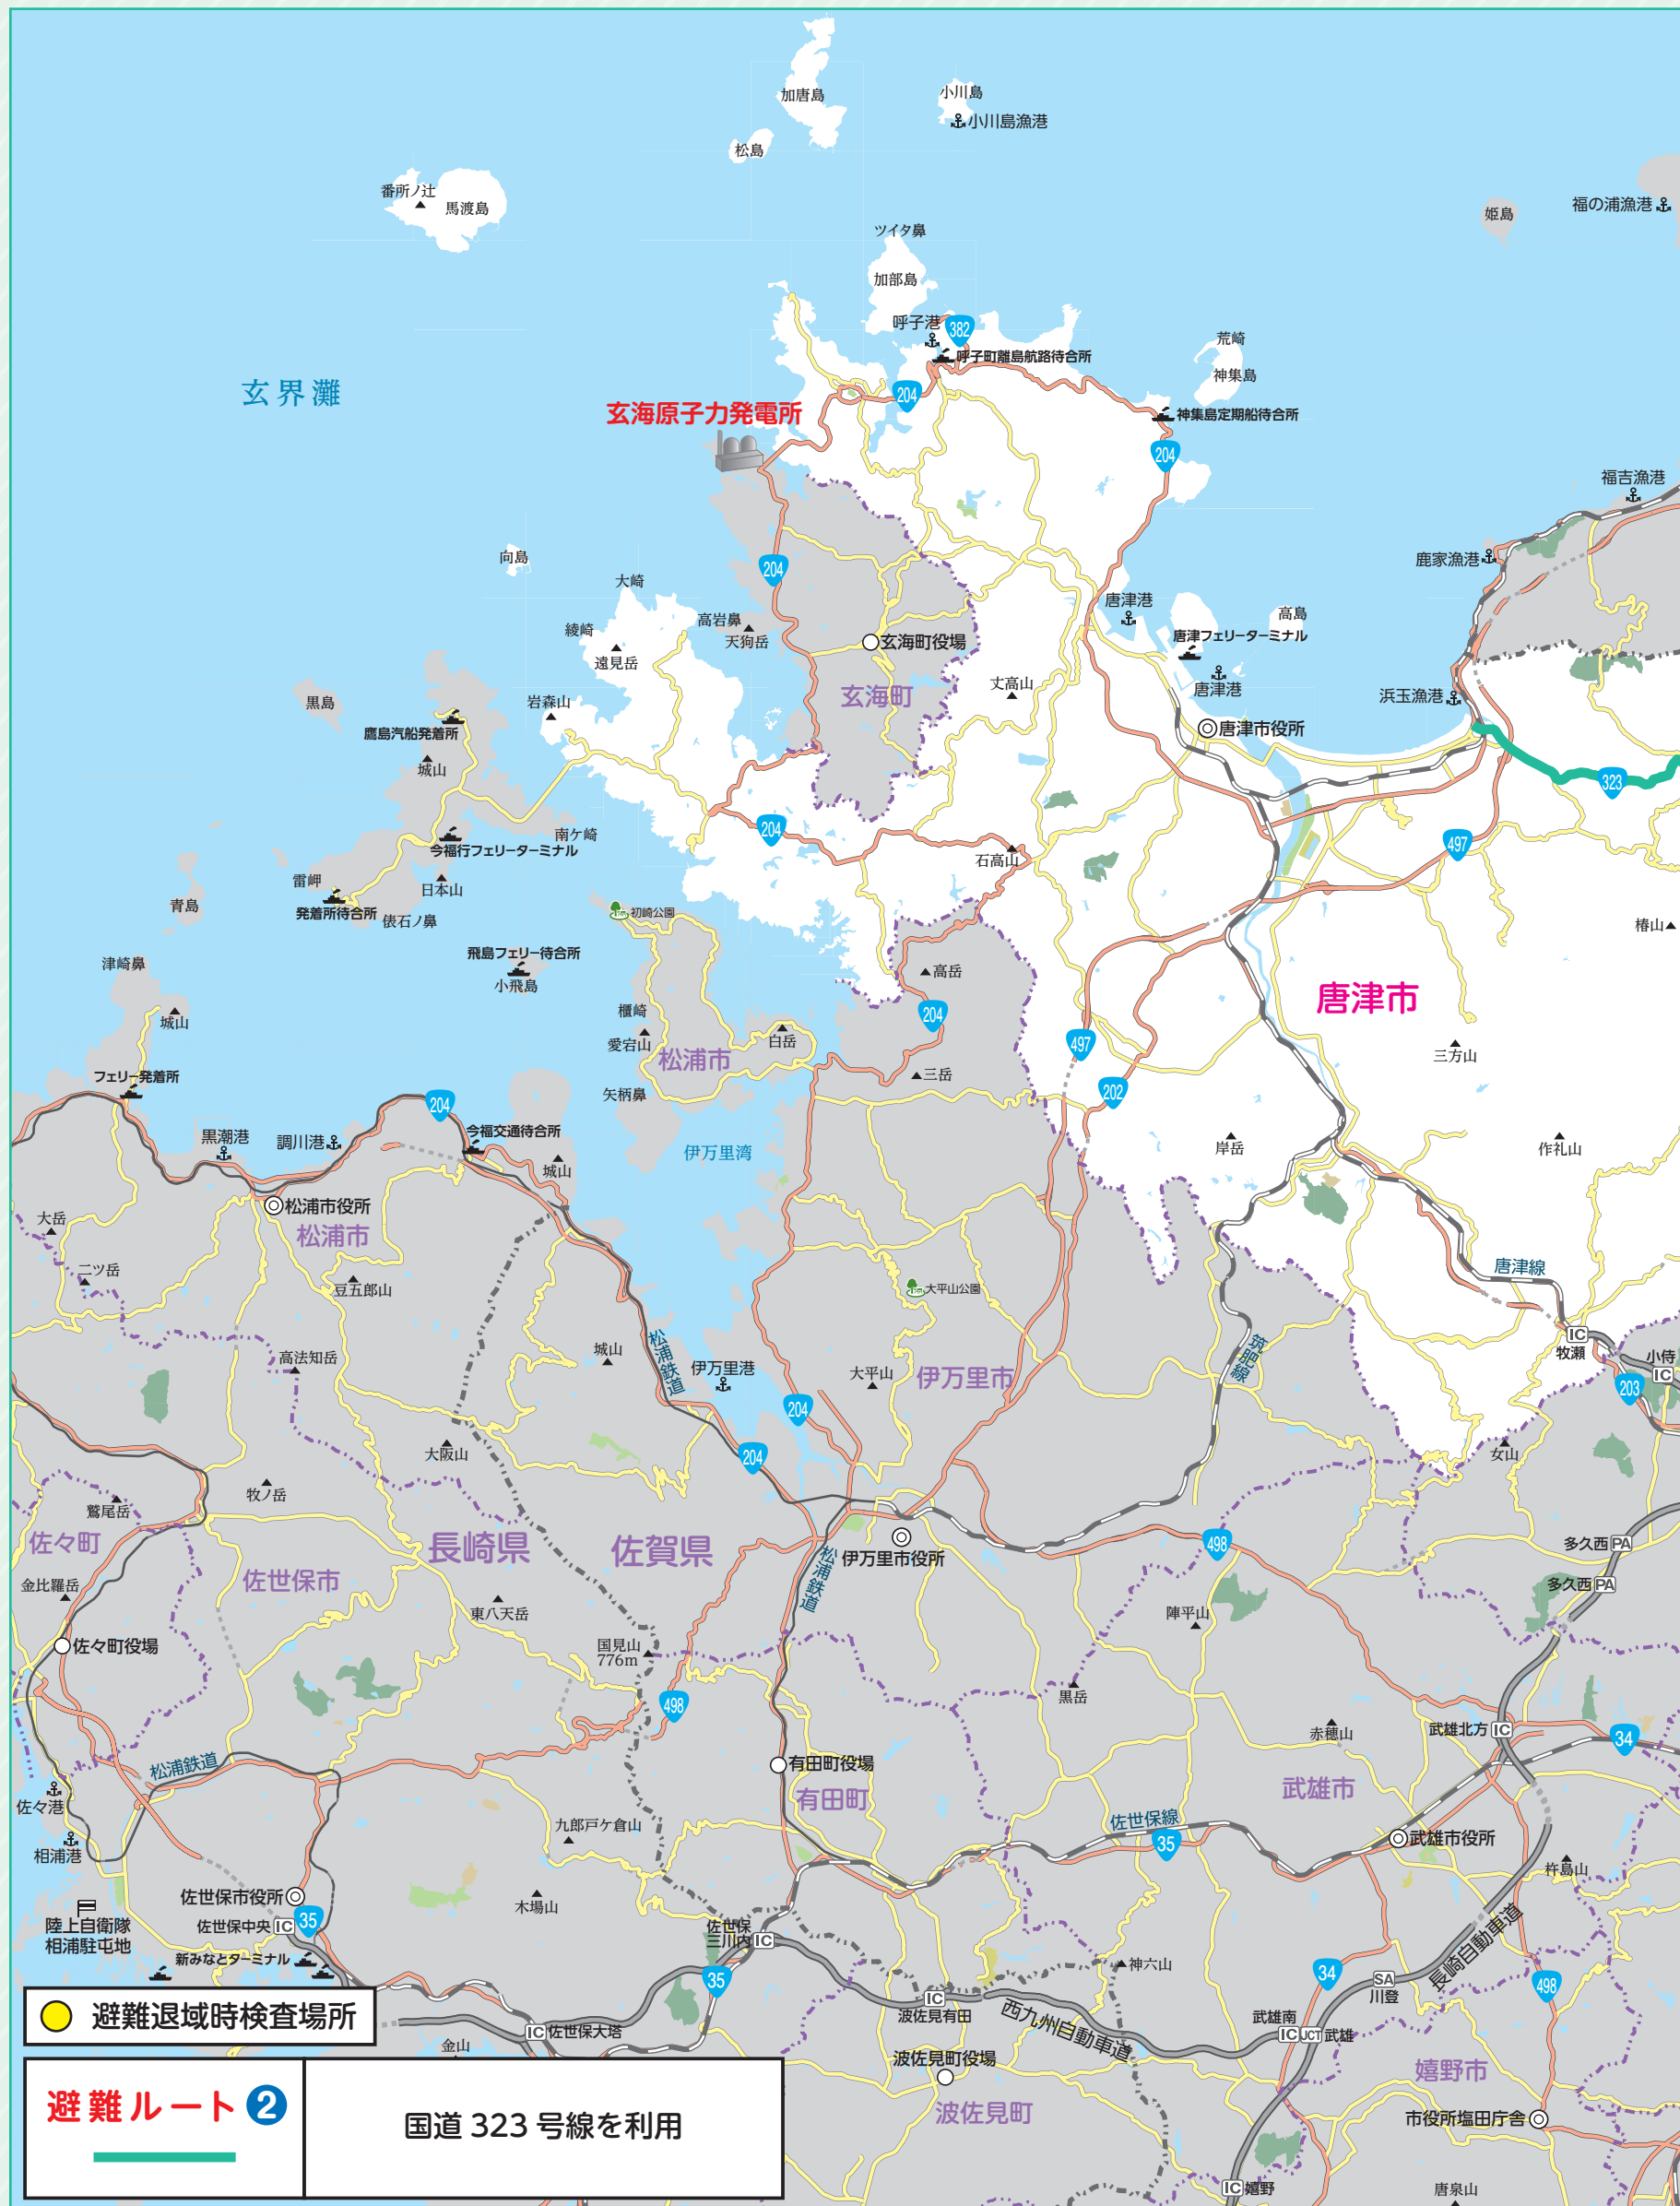 加唐島
小川島
小川島漁港
松島
番所ノ辻
馬渡島
姫島
福の浦漁港
ツイタ鼻
加部島
呼子港
382
呼子町離島航路待合所
荒崎
神集島
玄界灘
204
玄海原子力発電所
神集島定期船待合所
204
福吉漁港
向島
204
鹿家漁港
大崎
高岩鼻
天狗岳
綾崎
遠見岳
玄海町役場
唐津港
高島
唐津フェリーターミナル
唐津港
玄海町
丈高山
浜玉漁港
黒島
岩森山
鷹島汽船発着所
城山
唐津市役所
323
204
497
南ケ崎
今福行フェリーターミナル
石高山
雷岬
日本山
青島
発着所待合所
俵石ノ鼻
初崎公園
椿山
飛島フェリー待合所
小飛島
津崎鼻
高岳
唐津市
城山
櫃崎
愛宕山
白岳
松浦市
204
497
三方山
フェリー発着所
矢柄鼻
三岳
202
204
黒潮港
調川港
今福交通待合所
城山
伊万里湾
岸岳
作礼山
松浦市役所
松浦市
大岳
二ツ岳
豆五郎山
大平山公園
唐津線
高法知岳
城山
松浦鉄道
伊万里港
大平山
伊万里市
筑肥線
IC
牧瀬
小侍
IC
203
204
204
大阪山
女山
牧ノ岳
鷲尾岳
佐々町
長崎県
佐賀県
伊万里市役所
498
多久西PA
多久西PA
金比羅岳
佐世保市
東八天岳
松浦鉄道
陣平山
佐々町役場
国見山
776m
黒岳
498
赤穂山
武雄北方IC
34
松浦鉄道
有田町役場
有田町
武雄市
佐々港
佐世保線
35
武雄市役所
相浦港
九郎戸ケ倉山
杵島山
木場山
佐世保市役所
佐世保中央IC
35
陸上自衛隊
相浦駐屯地
新みなとターミナル
佐世保
三川内IC
35
神六山
34
SA
川登
長崎自動車道
498
避難退域時検査場所
IC佐世保大塔
IC
波佐見有田
西九州自動車道
武雄南
IC JCT 武雄
金山
波佐見町役場
嬉野市
避難ルート2
国道323号線を利用
波佐見町
市役所塩田庁舎
IC嬉野
唐泉山